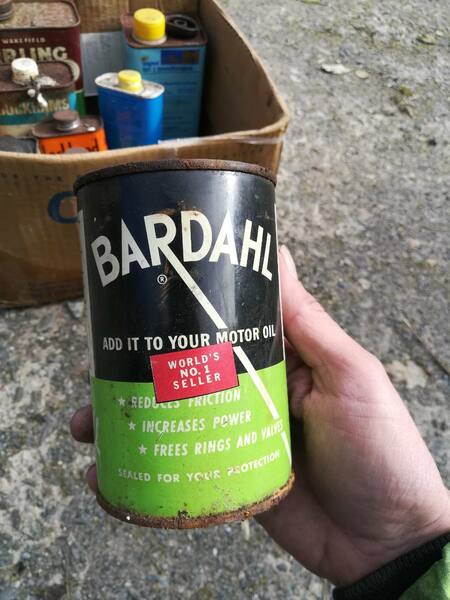 WAKEFIELD
BARDAHL
®
ADD IT TO YOUR MOTOR OIL
WORLD'S
NO. 1
SELLER
★ REDUCES FRICTION
★ INCREASES POWER
★ FREES RINGS AND VALVES
SEALED FOR YOUR PROTECTION